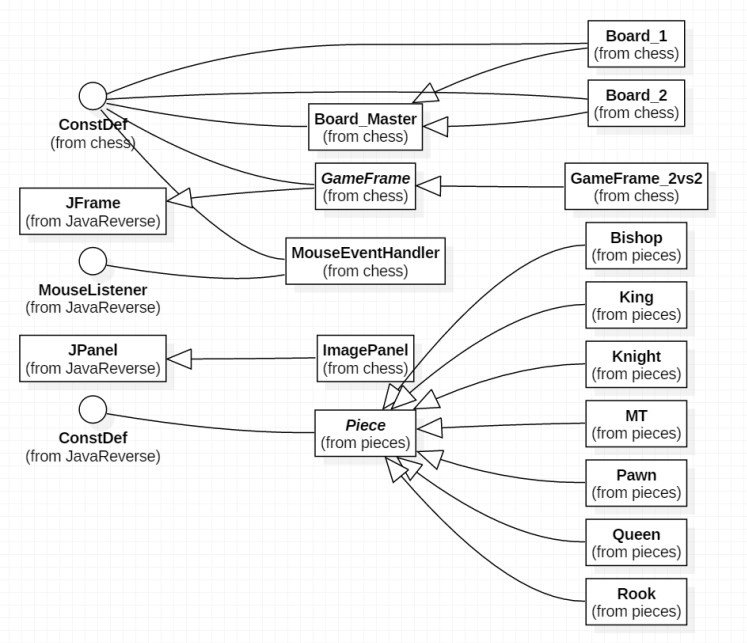 Board_1
(from chess)
Board_2
(from chess)
ConstDef
(from chess)
Board_Master
(from chess)
GameFrame
(from chess)
GameFrame_2vs2
(from chess)
JFrame
(from JavaReverse)
Bishop
(from pieces)
MouseEventHandler
(from chess)
MouseListener
(from JavaReverse)
King
(from pieces)
JPanel
(from JavaReverse)
ImagePanel
(from chess)
Knight
(from pieces)
ConstDef
(from JavaReverse)
Piece
(from pieces)
MT
(from pieces)
Pawn
(from pieces)
Queen
(from pieces)
Rook
(from pieces)